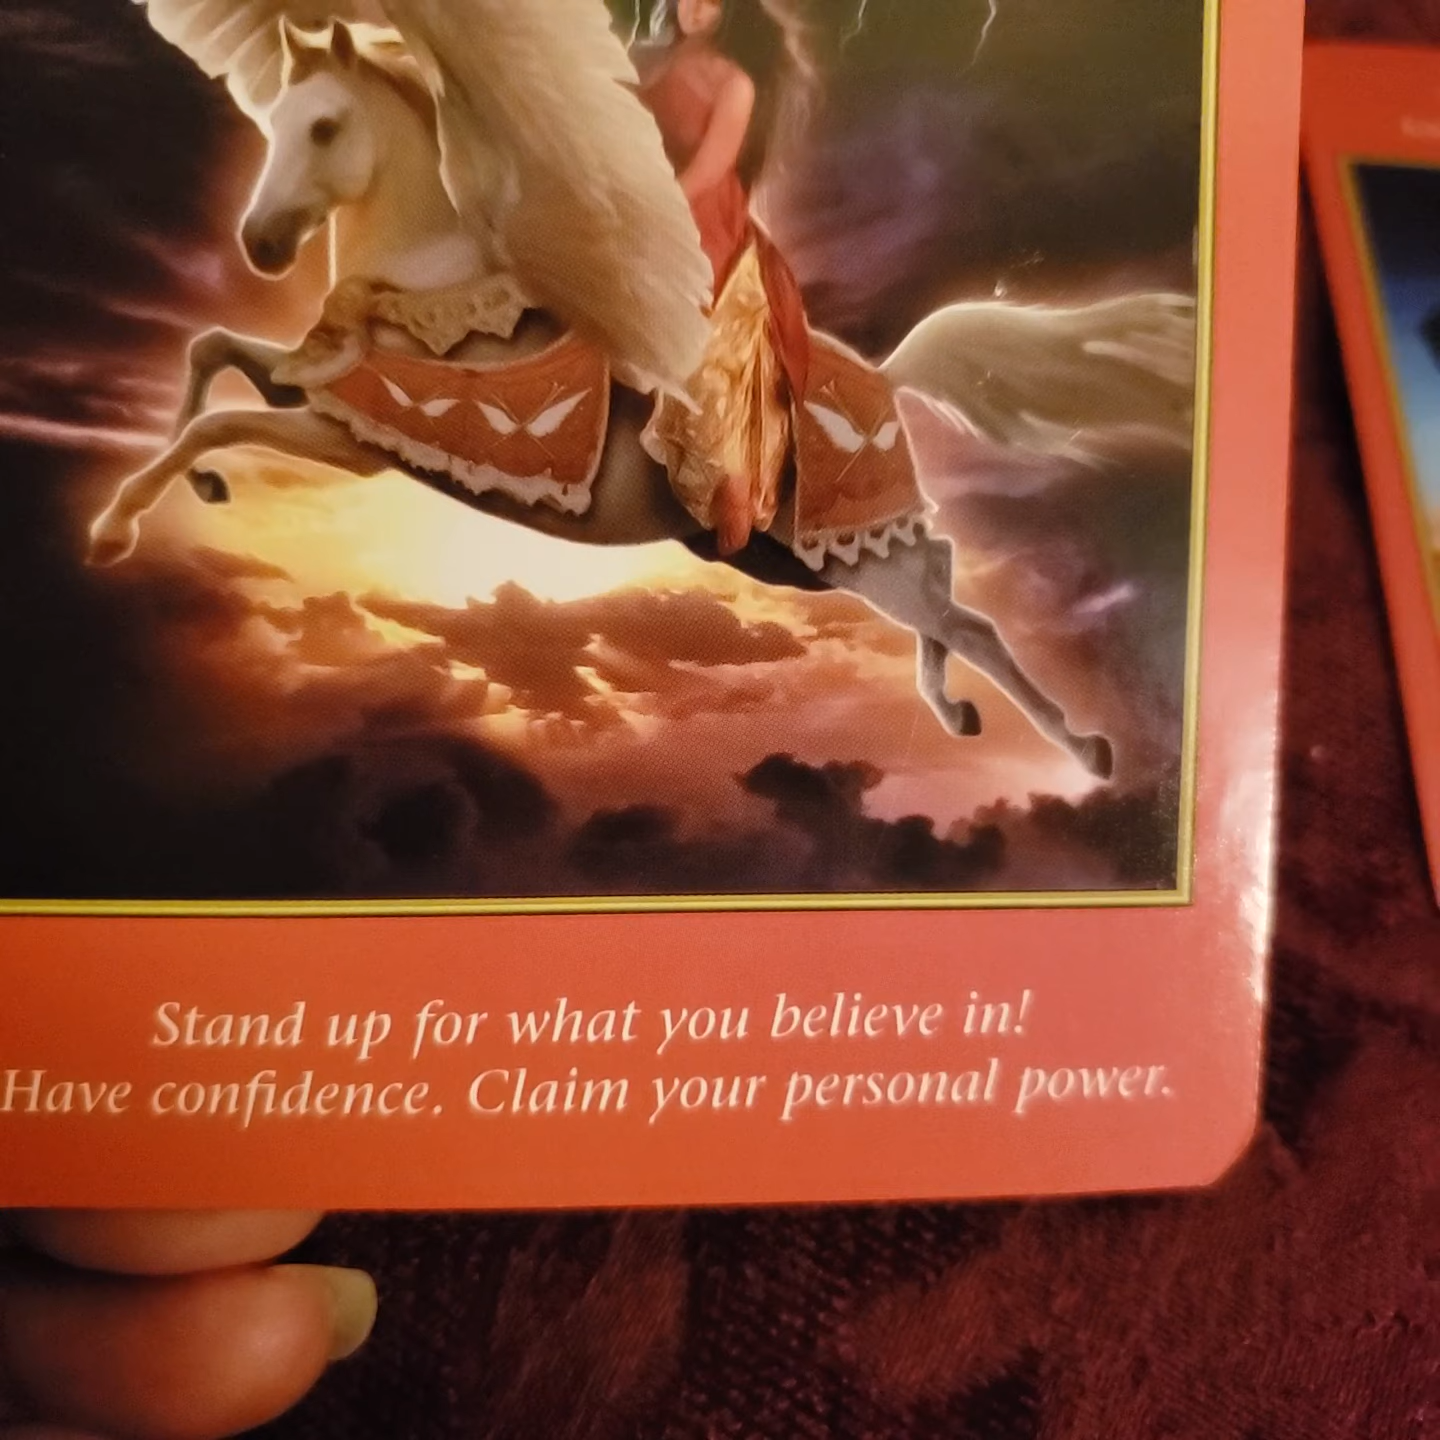 Stand up for what you believe in!
Have confidence. Claim your personal power.